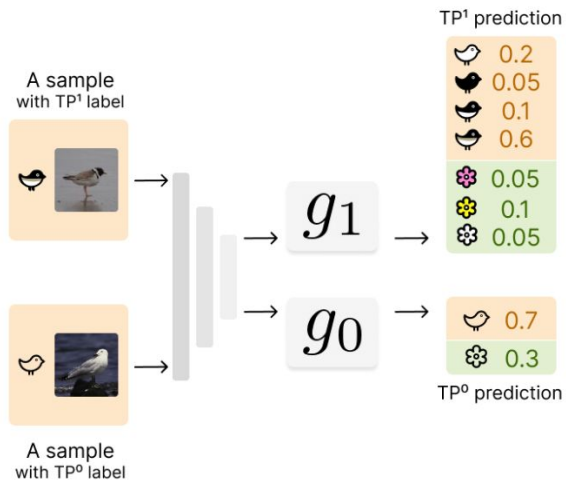 TP¹ prediction
0.2
0.05
0.1
0.6
0.05
0.1
0.05
A sample
with TP¹ label
g₁
g₀
0.7
0.3
TP⁰ prediction
A sample
with TP⁰ label